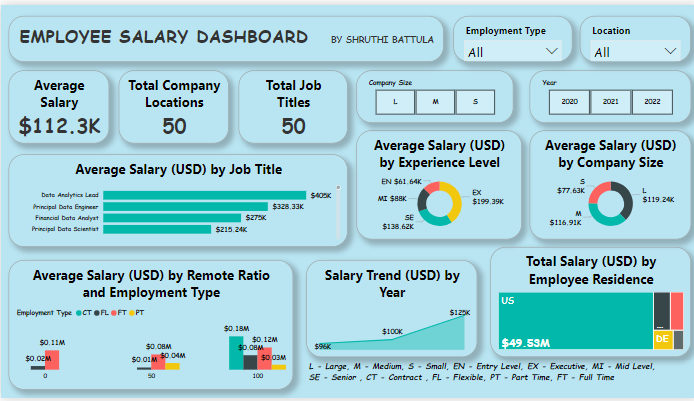 EMPLOYEE SALARY DASHBOARD
BY SHRUTHI BATTULA
Employment Type
All
Location
All
Average
Salary
$112.3K
Total Company
Locations
50
Total Job
Titles
50
Company Size
L M S
Year
2020 2021 2022
Average Salary (USD) by Job Title
Data Analytics Lead $405K
Principal Data Engineer $328.33K
Financial Data Analyst $275K
Principal Data Scientist $215.24K
Average Salary (USD)
by Experience Level
EN $61.64K
MI $88K
EX
$199.39K
SE
$138.62K
Average Salary (USD)
by Company Size
S
$77.63K
L
$119.24K
M
$116.91K
Average Salary (USD) by Remote Ratio
and Employment Type
Employment Type CT FL FT PT
$0.02M $0.11M
$0.01M $0.08M $0.04M
$0.18M $0.08M $0.12M $0.03M
0 50 100
Salary Trend (USD) by
Year
$96K $100K $125K
Total Salary (USD) by
Employee Residence
US
$49.53M
DE
L - Large, M - Medium, S - Small, EN - Entry Level, EX - Executive, MI - Mid Level,
SE - Senior , CT - Contract , FL - Flexible, PT - Part Time, FT - Full Time